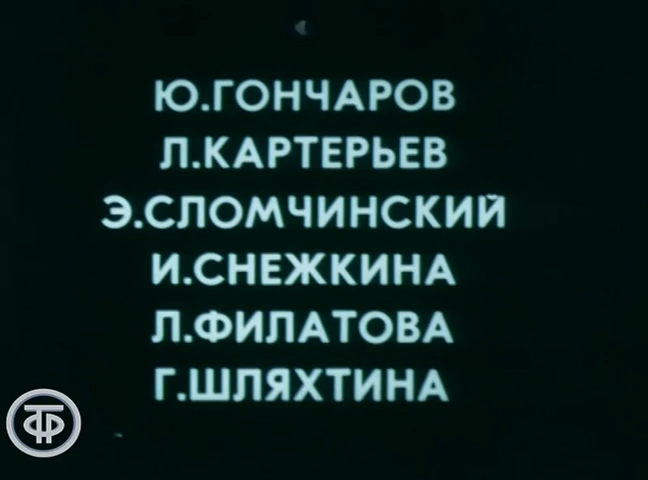 Ю.ГОНЧАРОВ
Л.КАРТЕРЬЕВ
Э.СЛОМЧИНСКИЙ
И.СНЕЖКИНА
Л.ФИЛАТОВА
Г.ШЛЯХТИНА